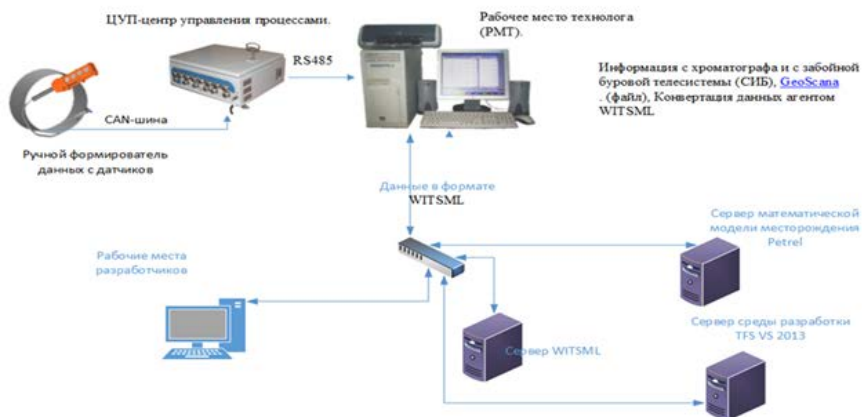 ЦУП-центр управления процессами.
Рабочее место технолога
(РМТ).
RS485
Информация с хроматографа и с забойной
буровой телесистемы (СИБ), GeoScana
. (файл), Конвертация данных агентом
WITSML
CAN-шина
Ручной формирователь
данных с датчиков
Данные в формате
WITSML
Рабочие места
разработчиков
Сервер математической
модели месторождения
Petrel
Сервер WITSML
Сервер среды разработки
TFS VS 2013